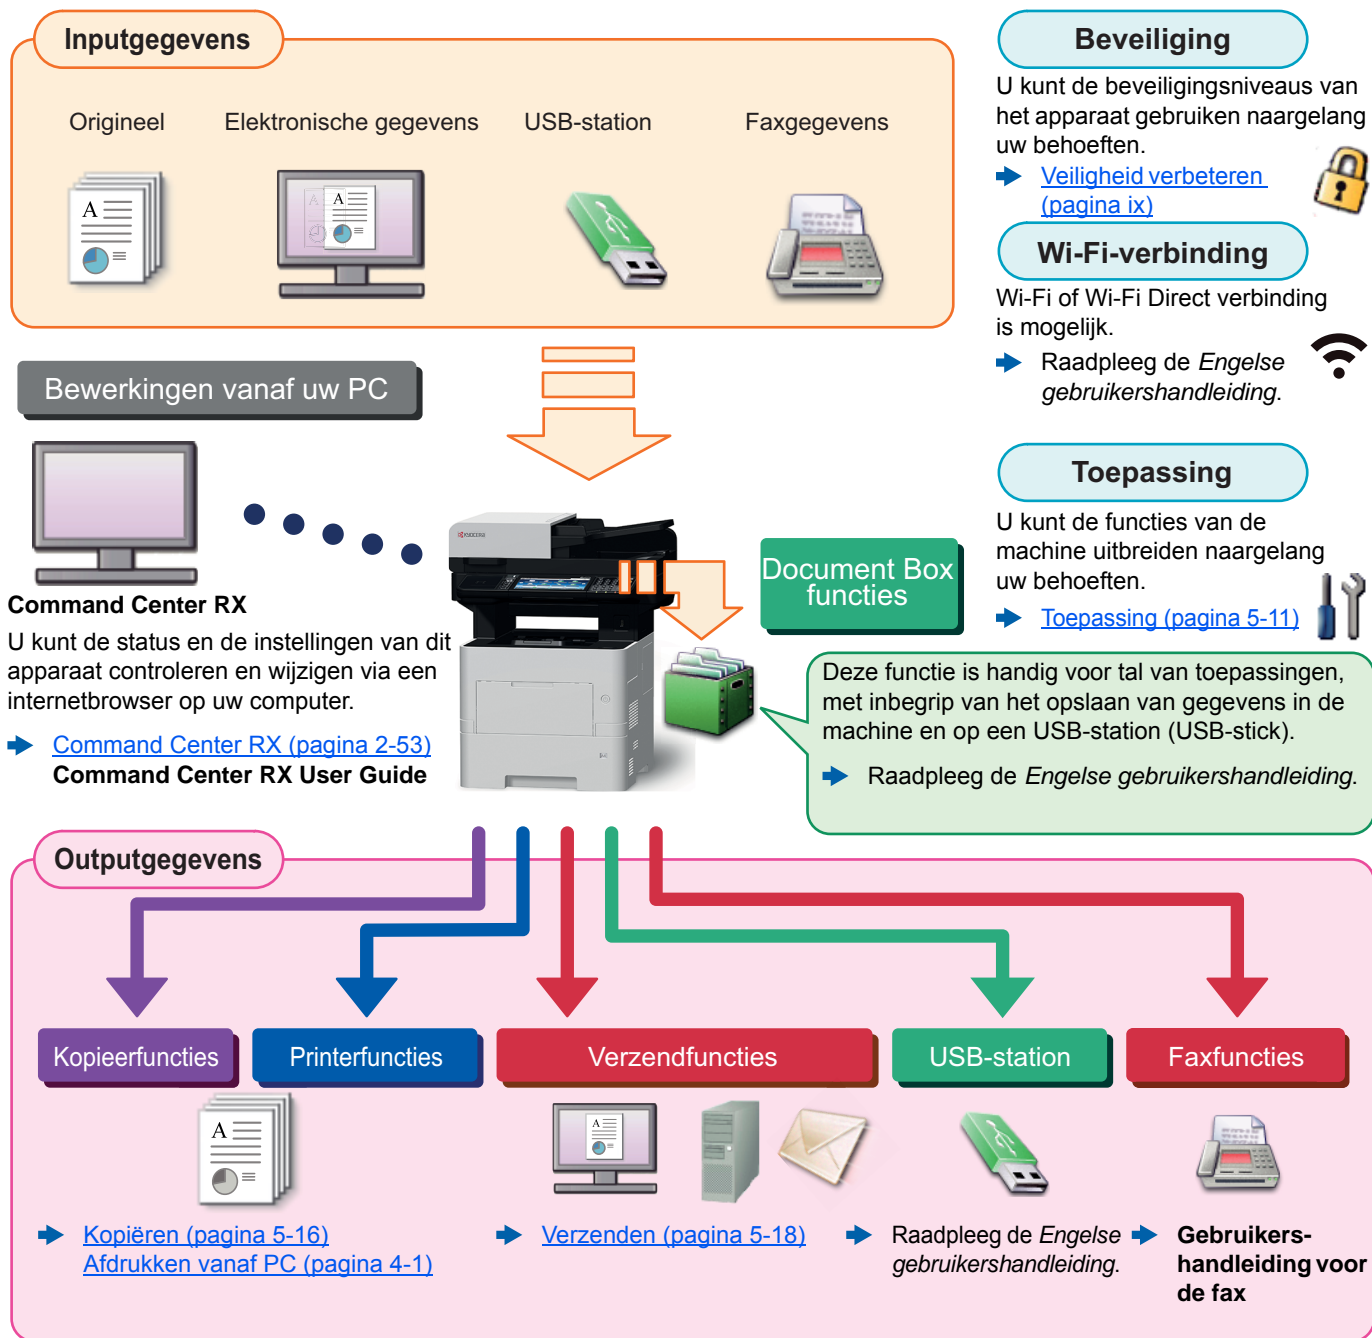 Inputgegevens
Origineel
Elektronische gegevens
USB-station
Faxgegevens
A
A
A
Beveiliging
U kunt de beveiligingsniveaus van
het apparaat gebruiken naargelang
uw behoeften.
Veiligheid verbeteren
(pagina ix)
Wi-Fi-verbinding
Wi-Fi of Wi-Fi Direct verbinding
is mogelijk.
Raadpleeg de Engelse
gebruikershandleiding.
Toepassing
U kunt de functies van de
machine uitbreiden naargelang
uw behoeften.
Toepassing (pagina 5-11)
Bewerkingen vanaf uw PC
Command Center RX
U kunt de status en de instellingen van dit
apparaat controleren en wijzigen via een
internetbrowser op uw computer.
Command Center RX (pagina 2-53)
Command Center RX User Guide
KYOCERA
Document Box
functies
Deze functie is handig voor tal van toepassingen,
met inbegrip van het opslaan van gegevens in de
machine en op een USB-station (USB-stick).
Raadpleeg de Engelse gebruikershandleiding.
Outputgegevens
Kopieerfuncties
Printerfuncties
Verzendfuncties
USB-station
Faxfuncties
A
A
Kopiëren (pagina 5-16)
Afdrukken vanaf PC (pagina 4-1)
Verzenden (pagina 5-18)
Raadpleeg de Engelse
gebruikershandleiding.
Gebruikers-
handleiding voor
de fax